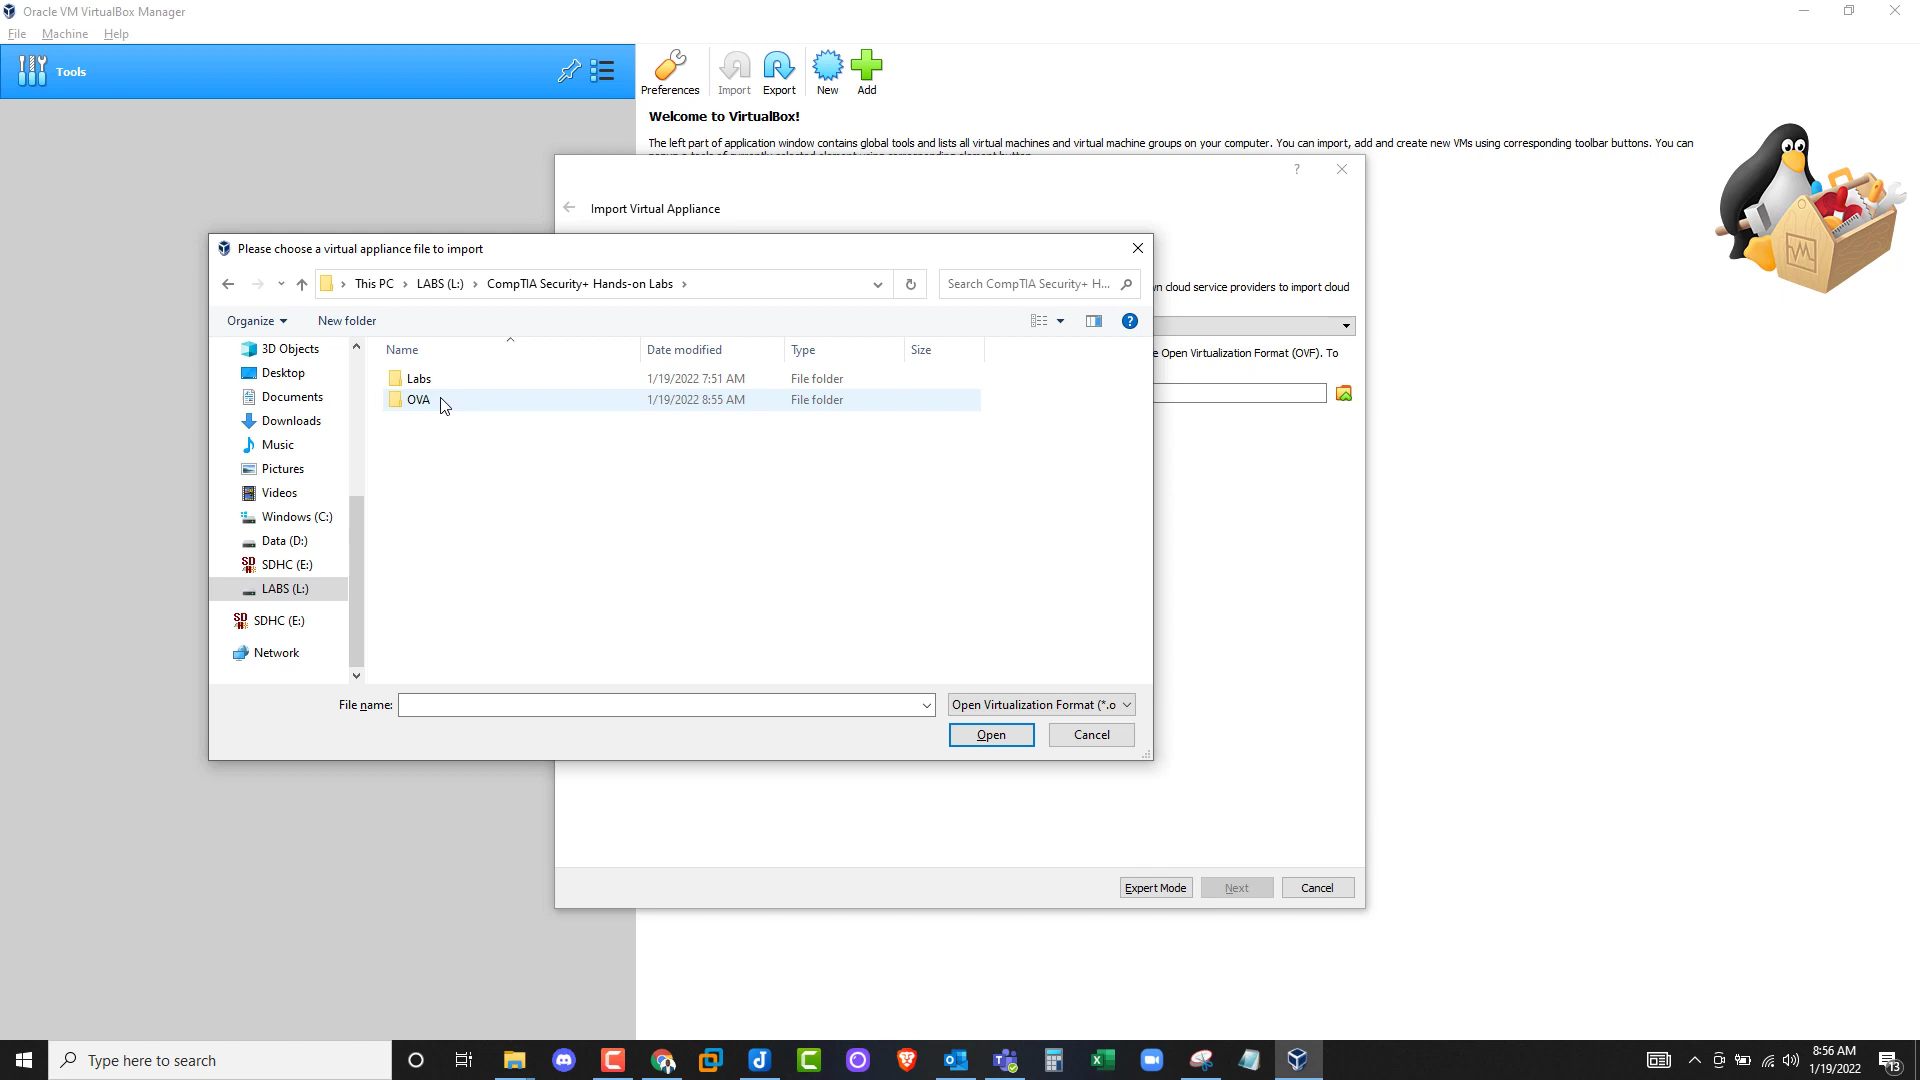 Oracle VM VirtualBox Manager
File Machine Help
Tools
Preferences Import Export New Add
Welcome to VirtualBox!
The left part of application window contains global tools and lists all virtual machines and virtual machine groups on your computer. You can import, add and create new VMs using corresponding toolbar buttons. You can
Import Virtual Appliance
Please choose a virtual appliance file to import
This PC LABS (L:) CompTIA Security+ Hands-on Labs
Search CompTIA Security+ H...
wn cloud service providers to import cloud
Organize New folder
e Open Virtualization Format (OVF). To
Name Date modified Type Size
Labs 1/19/2022 7:51 AM File folder
OVA 1/19/2022 8:55 AM File folder
3D Objects
Desktop
Documents
Downloads
Music
Pictures
Videos
Windows (C:)
Data (D:)
SDHC (E:)
LABS (L:)
SDHC (E:)
Network
File name: Open Virtualization Format (*.o
Open Cancel
Expert Mode Next Cancel
Type here to search
8:56 AM
1/19/2022
13